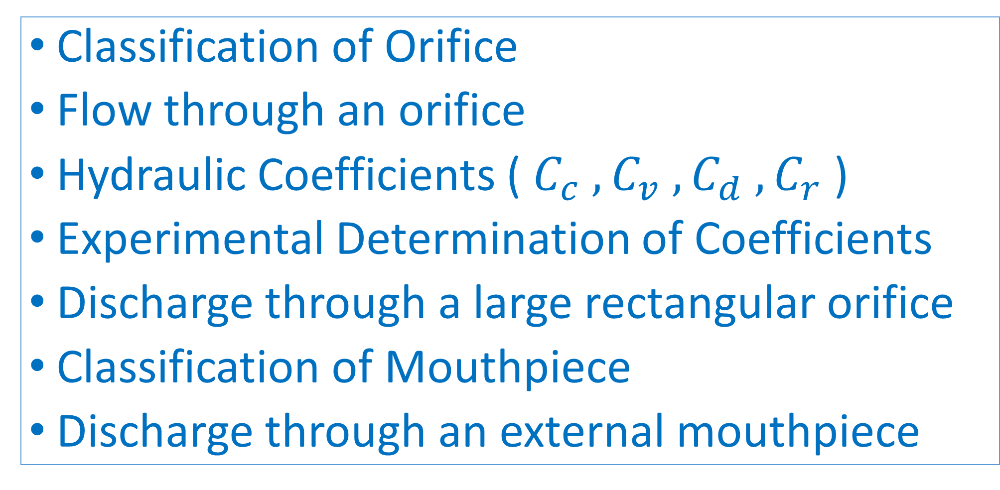 • Classification of Orifice
• Flow through an orifice
• Hydraulic Coefficients ( C_c , C_v , C_d , C_r )
• Experimental Determination of Coefficients
• Discharge through a large rectangular orifice
• Classification of Mouthpiece
• Discharge through an external mouthpiece